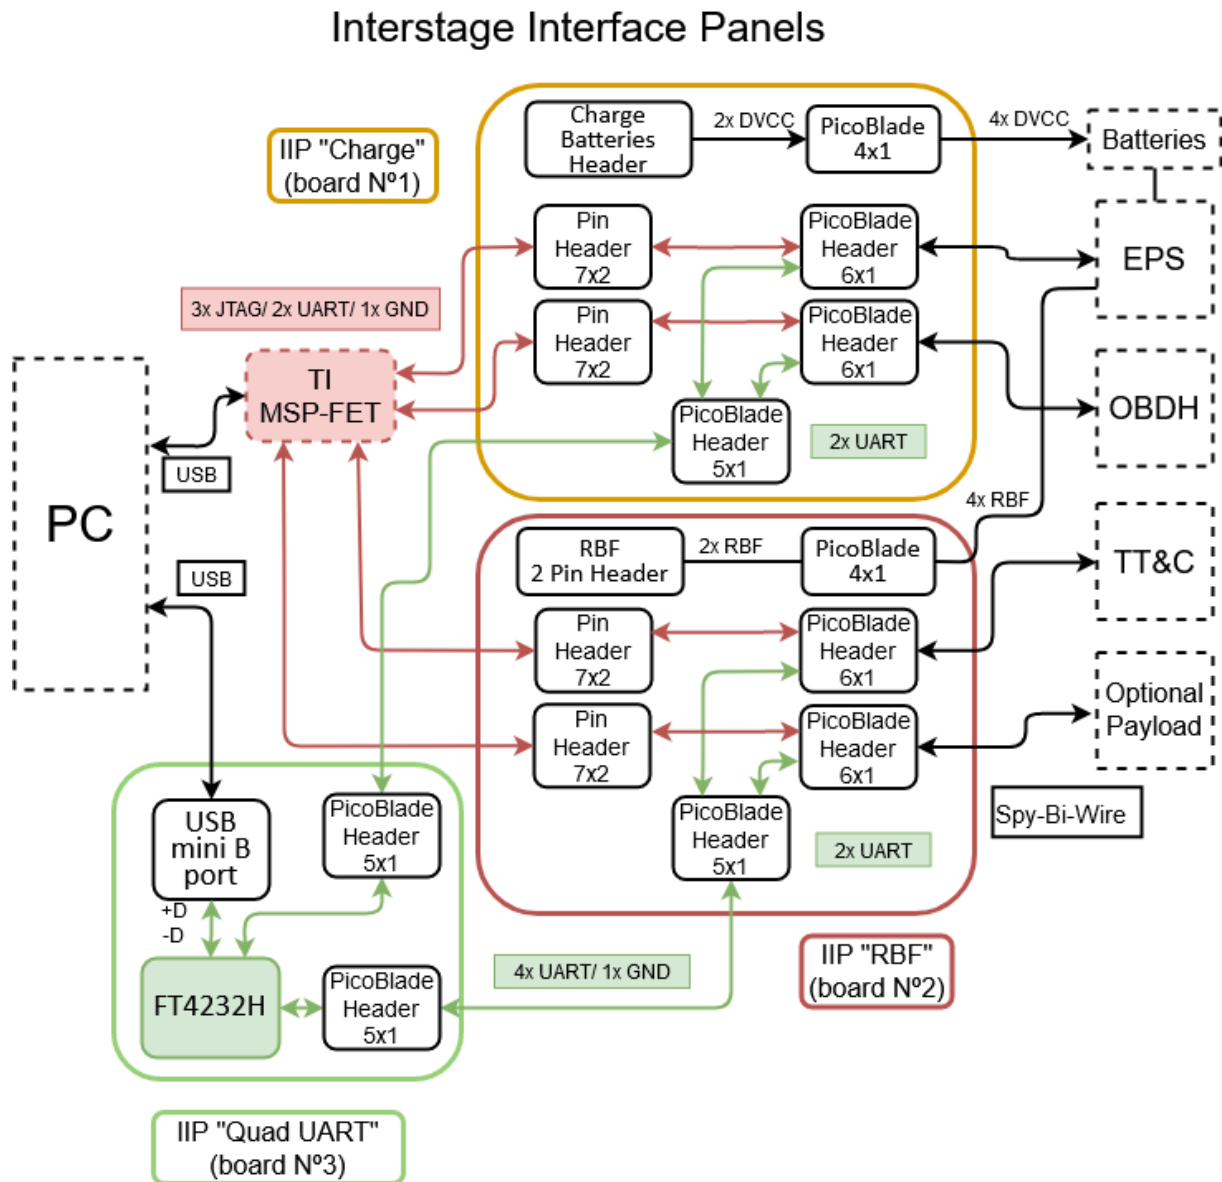 Interstage Interface Panels
IIP "Charge"
(board Nº1)
Charge
Batteries
Header
2x DVCC
PicoBlade
4x1
4x DVCC
Batteries
Pin
Header
7x2
PicoBlade
Header
6x1
EPS
3x JTAG/ 2x UART/ 1x GND
Pin
Header
7x2
PicoBlade
Header
6x1
TI
MSP-FET
OBDH
PicoBlade
Header
5x1
2x UART
USB
PC
4x RBF
RBF
2 Pin Header
2x RBF
PicoBlade
4x1
TT&C
USB
Pin
Header
7x2
PicoBlade
Header
6x1
Optional
Payload
Pin
Header
7x2
PicoBlade
Header
6x1
Spy-Bi-Wire
PicoBlade
Header
5x1
2x UART
USB
mini B
port
PicoBlade
Header
5x1
+D
-D
IIP "RBF"
(board Nº2)
4x UART/ 1x GND
FT4232H
PicoBlade
Header
5x1
IIP "Quad UART"
(board Nº3)